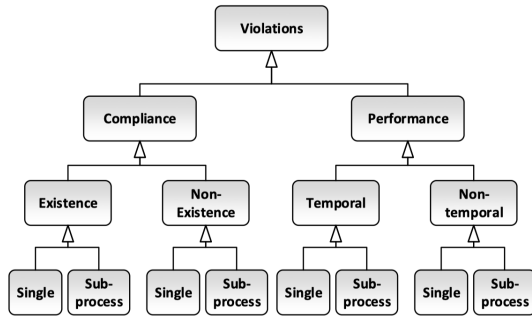 Violations
Compliance
Performance
Existence
Non-
Existence
Temporal
Non-
temporal
Single
Sub-
process
Single
Sub-
process
Single
Sub-
process
Single
Sub-
process